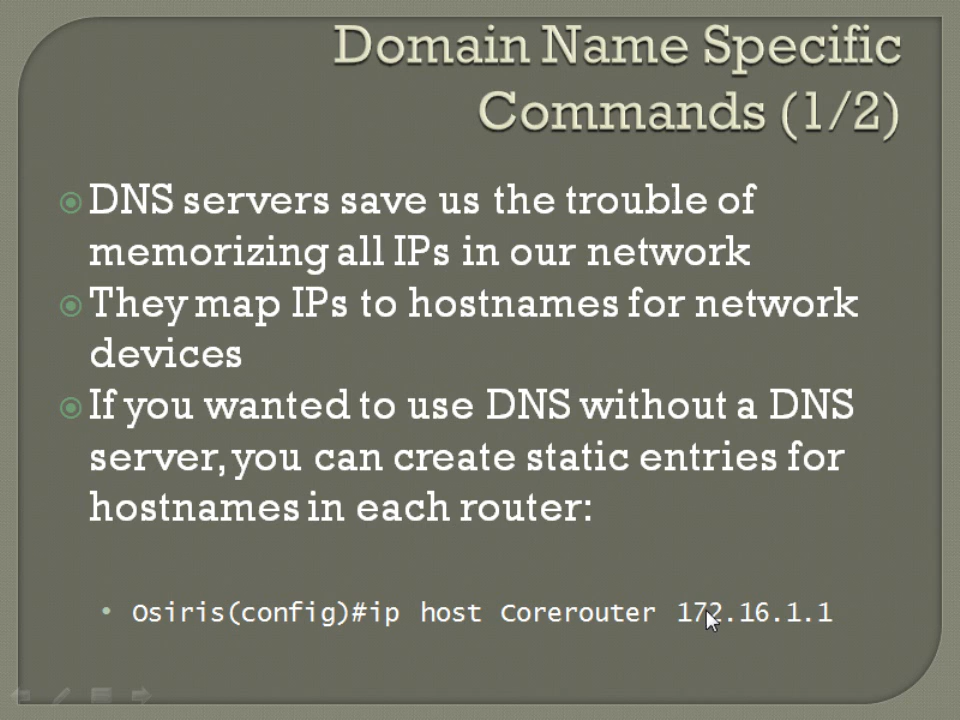 Domain Name Specific
Commands (1/2)
DNS servers save us the trouble of
memorizing all IPs in our network
They map IPs to hostnames for network
devices
If you wanted to use DNS without a DNS
server, you can create static entries for
hostnames in each router:
Osiris(config)#ip host Corerouter 172.16.1.1